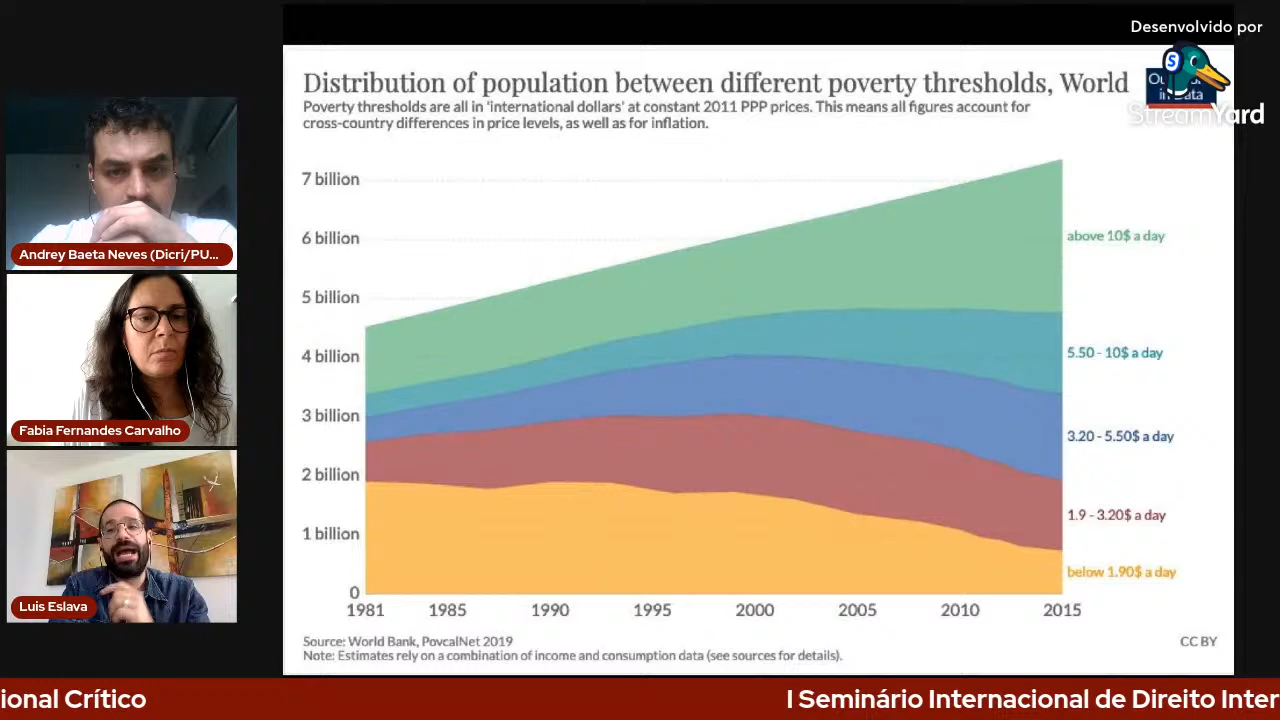 Desenvolvido por
StreamYard
Distribution of population between different poverty thresholds, World
Poverty thresholds are all in 'international dollars' at constant 2011 PPP prices. This means all figures account for
cross-country differences in price levels, as well as for inflation.
in Data
7 billion
6 billion
5 billion
4 billion
3 billion
2 billion
1 billion
0
above 10$ a day
5.50 - 10$ a day
3.20 - 5.50$ a day
1.9 - 3.20$ a day
below 1.90$ a day
1981 1985 1990 1995 2000 2005 2010 2015
Source: World Bank, PovcalNet 2019
CC BY
Note: Estimates rely on a combination of income and consumption data (see sources for details).
Andrey Baeta Neves (Dicri/PU...
Fabia Fernandes Carvalho
Luis Eslava
ional Crítico I Seminário Internacional de Direito Inter